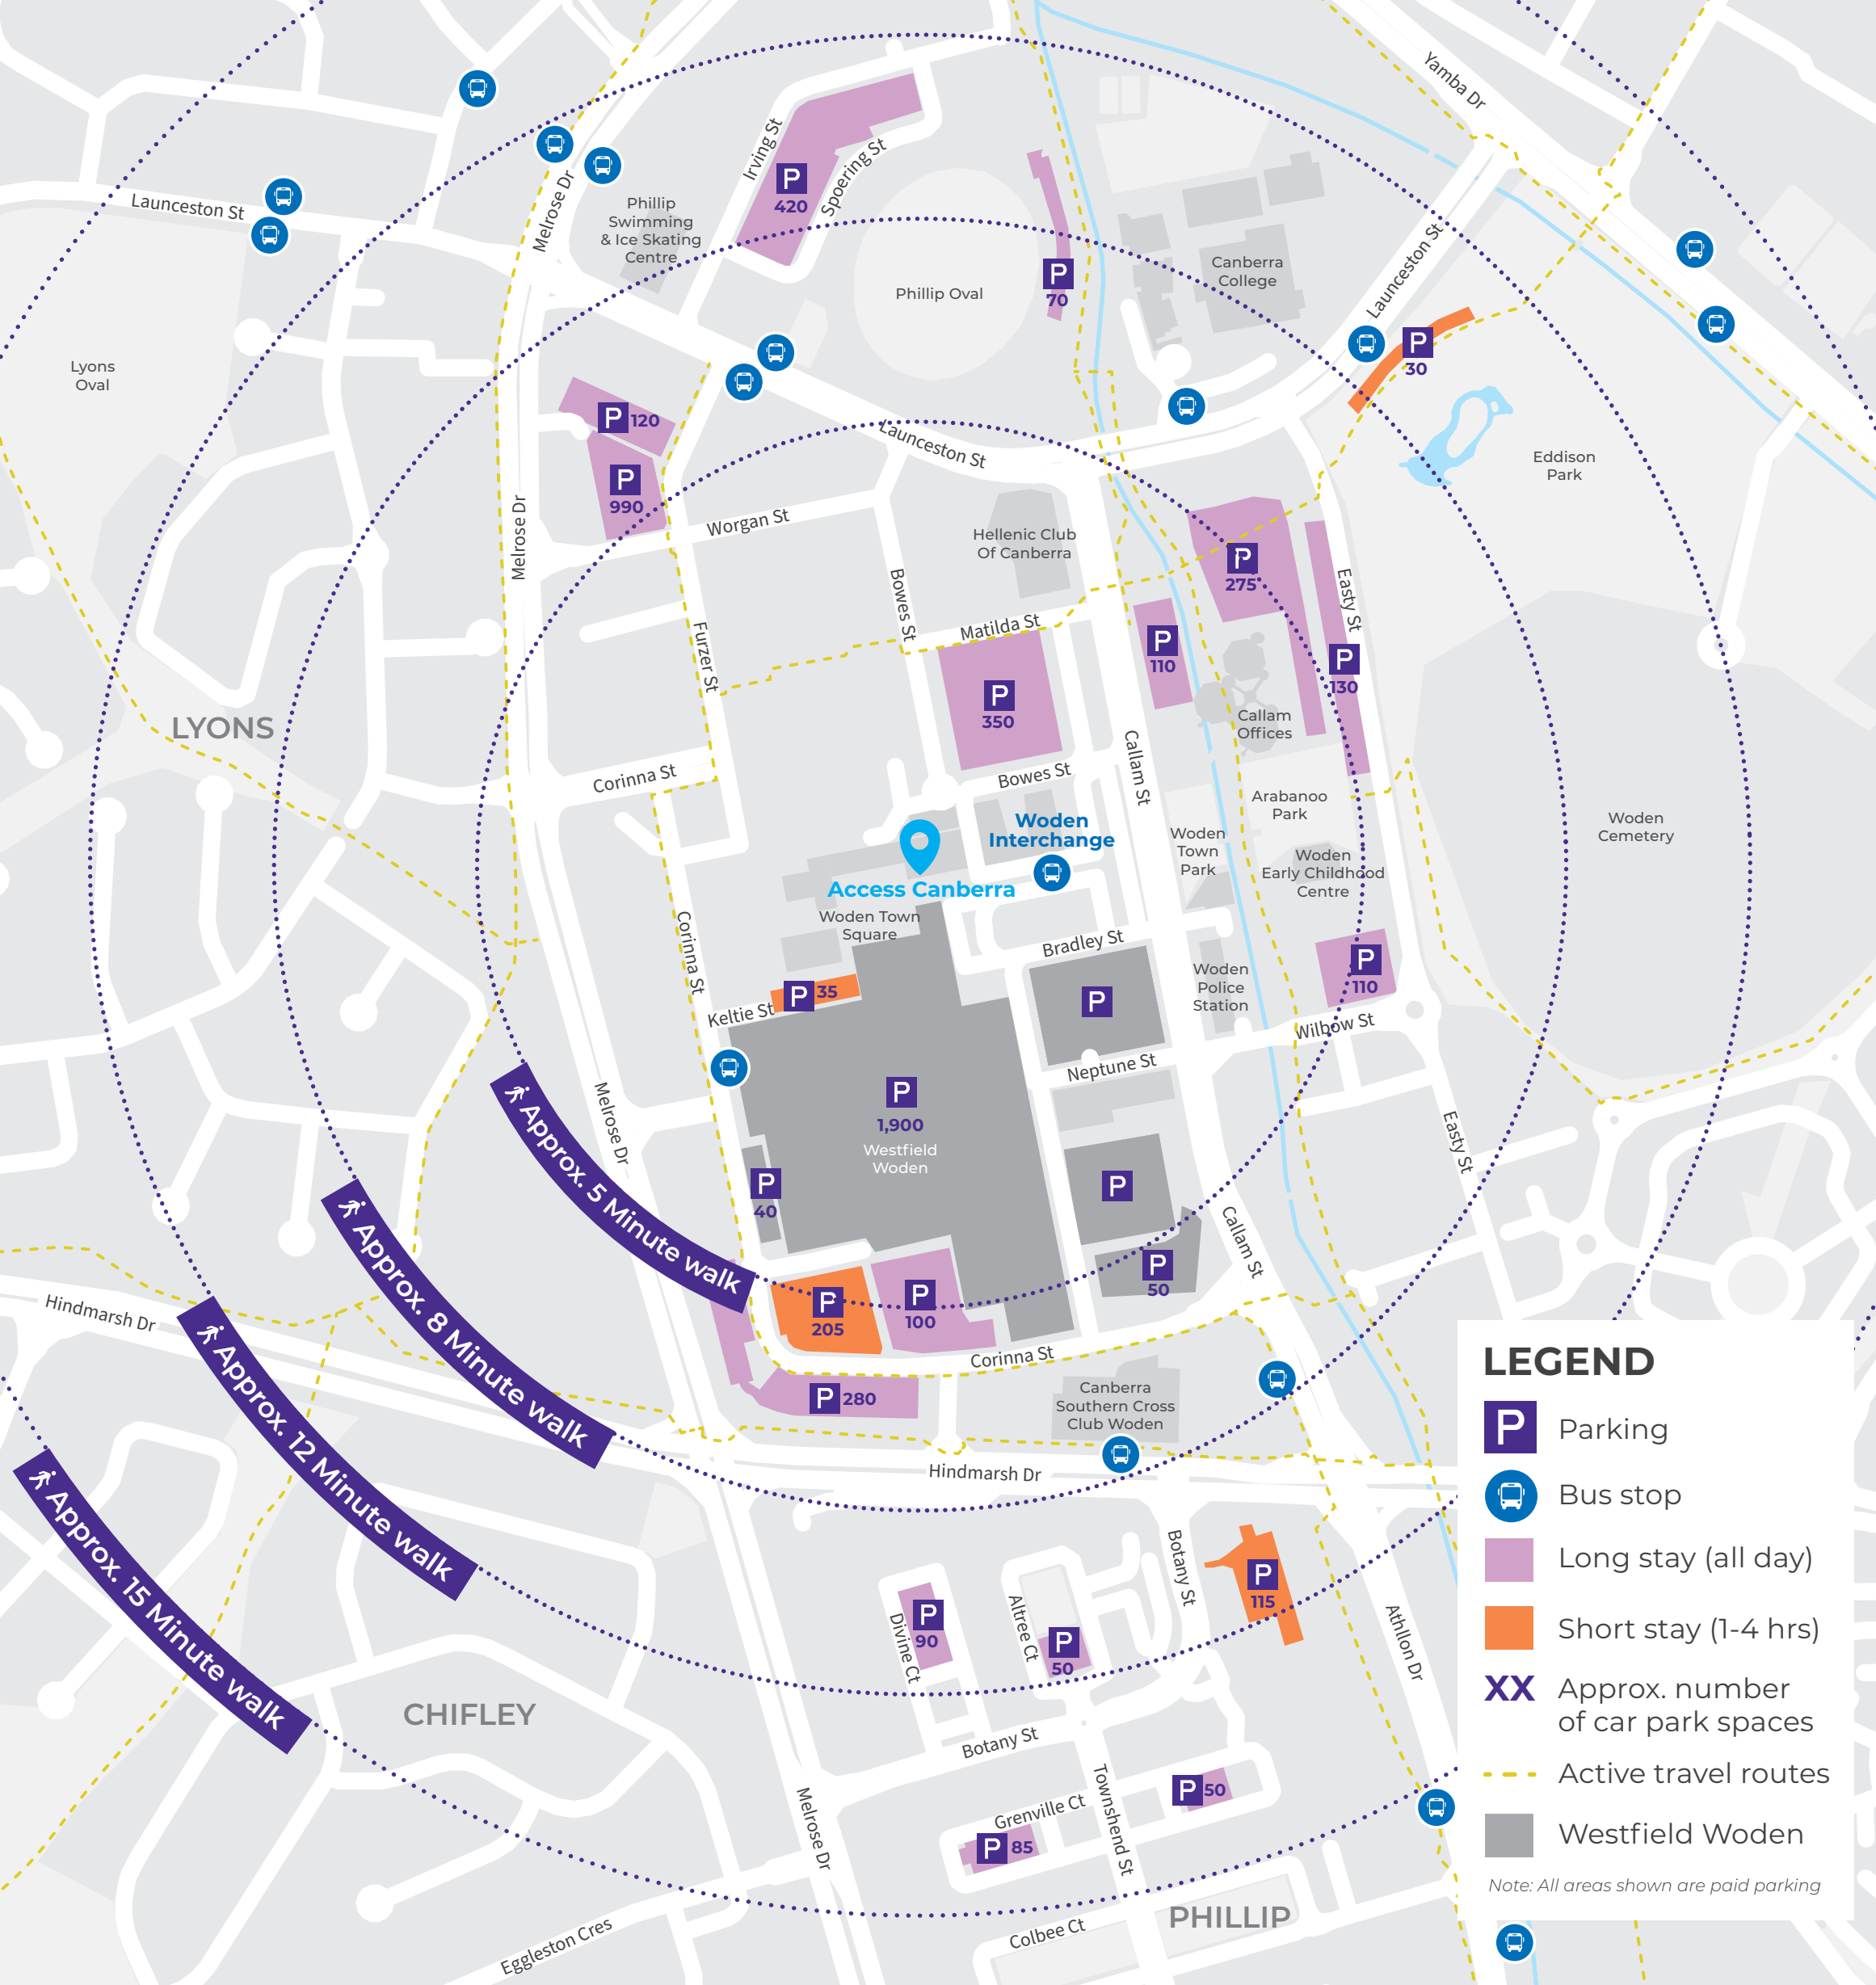 Yamba Dr
Irving St
Spoering St
P
420
Launceston St
Melrose Dr
Phillip
Swimming
& Ice Skating
Centre
Phillip Oval
P
70
Canberra
College
Launceston St
P
30
Lyons
Oval
P 120
P
990
Launceston St
Eddison
Park
Worgan St
Melrose Dr
Hellenic Club
Of Canberra
P
275
Bowes St
Easty St
Matilda St
P
110
Furzer St
P
130
P
350
LYONS
Callam
Offices
Callam St
Corinna St
Bowes St
Arabanoo
Park
Woden
Interchange
Woden
Cemetery
Woden
Town
Park
Woden
Early Childhood
Centre
Access Canberra
Woden Town
Square
Corinna St
Bradley St
P
110
Woden
Police
Station
P 35
P
Keltie St
Wilbow St
Neptune St
P
1,900
Westfield
Woden
Melrose Dr
Easty St
Approx. 5 Minute walk
P
40
P
Callam St
Approx. 8 Minute walk
P
50
Hindmarsh Dr
P
205
P
100
Corinna St
Approx. 12 Minute walk
P 280
Canberra
Southern Cross
Club Woden
Hindmarsh Dr
Approx. 15 Minute walk
Botany St
P
115
Divine Ct
P
90
Altree Ct
P
50
Athllon Dr
CHIFLEY
Botany St
Melrose Dr
Townshend St
P 50
Grenville Ct
P 85
PHILLIP
Colbee Ct
Eggleston Cres
LEGEND
P Parking
Bus stop
Long stay (all day)
Short stay (1-4 hrs)
XX Approx. number
of car park spaces
Active travel routes
Westfield Woden
Note: All areas shown are paid parking